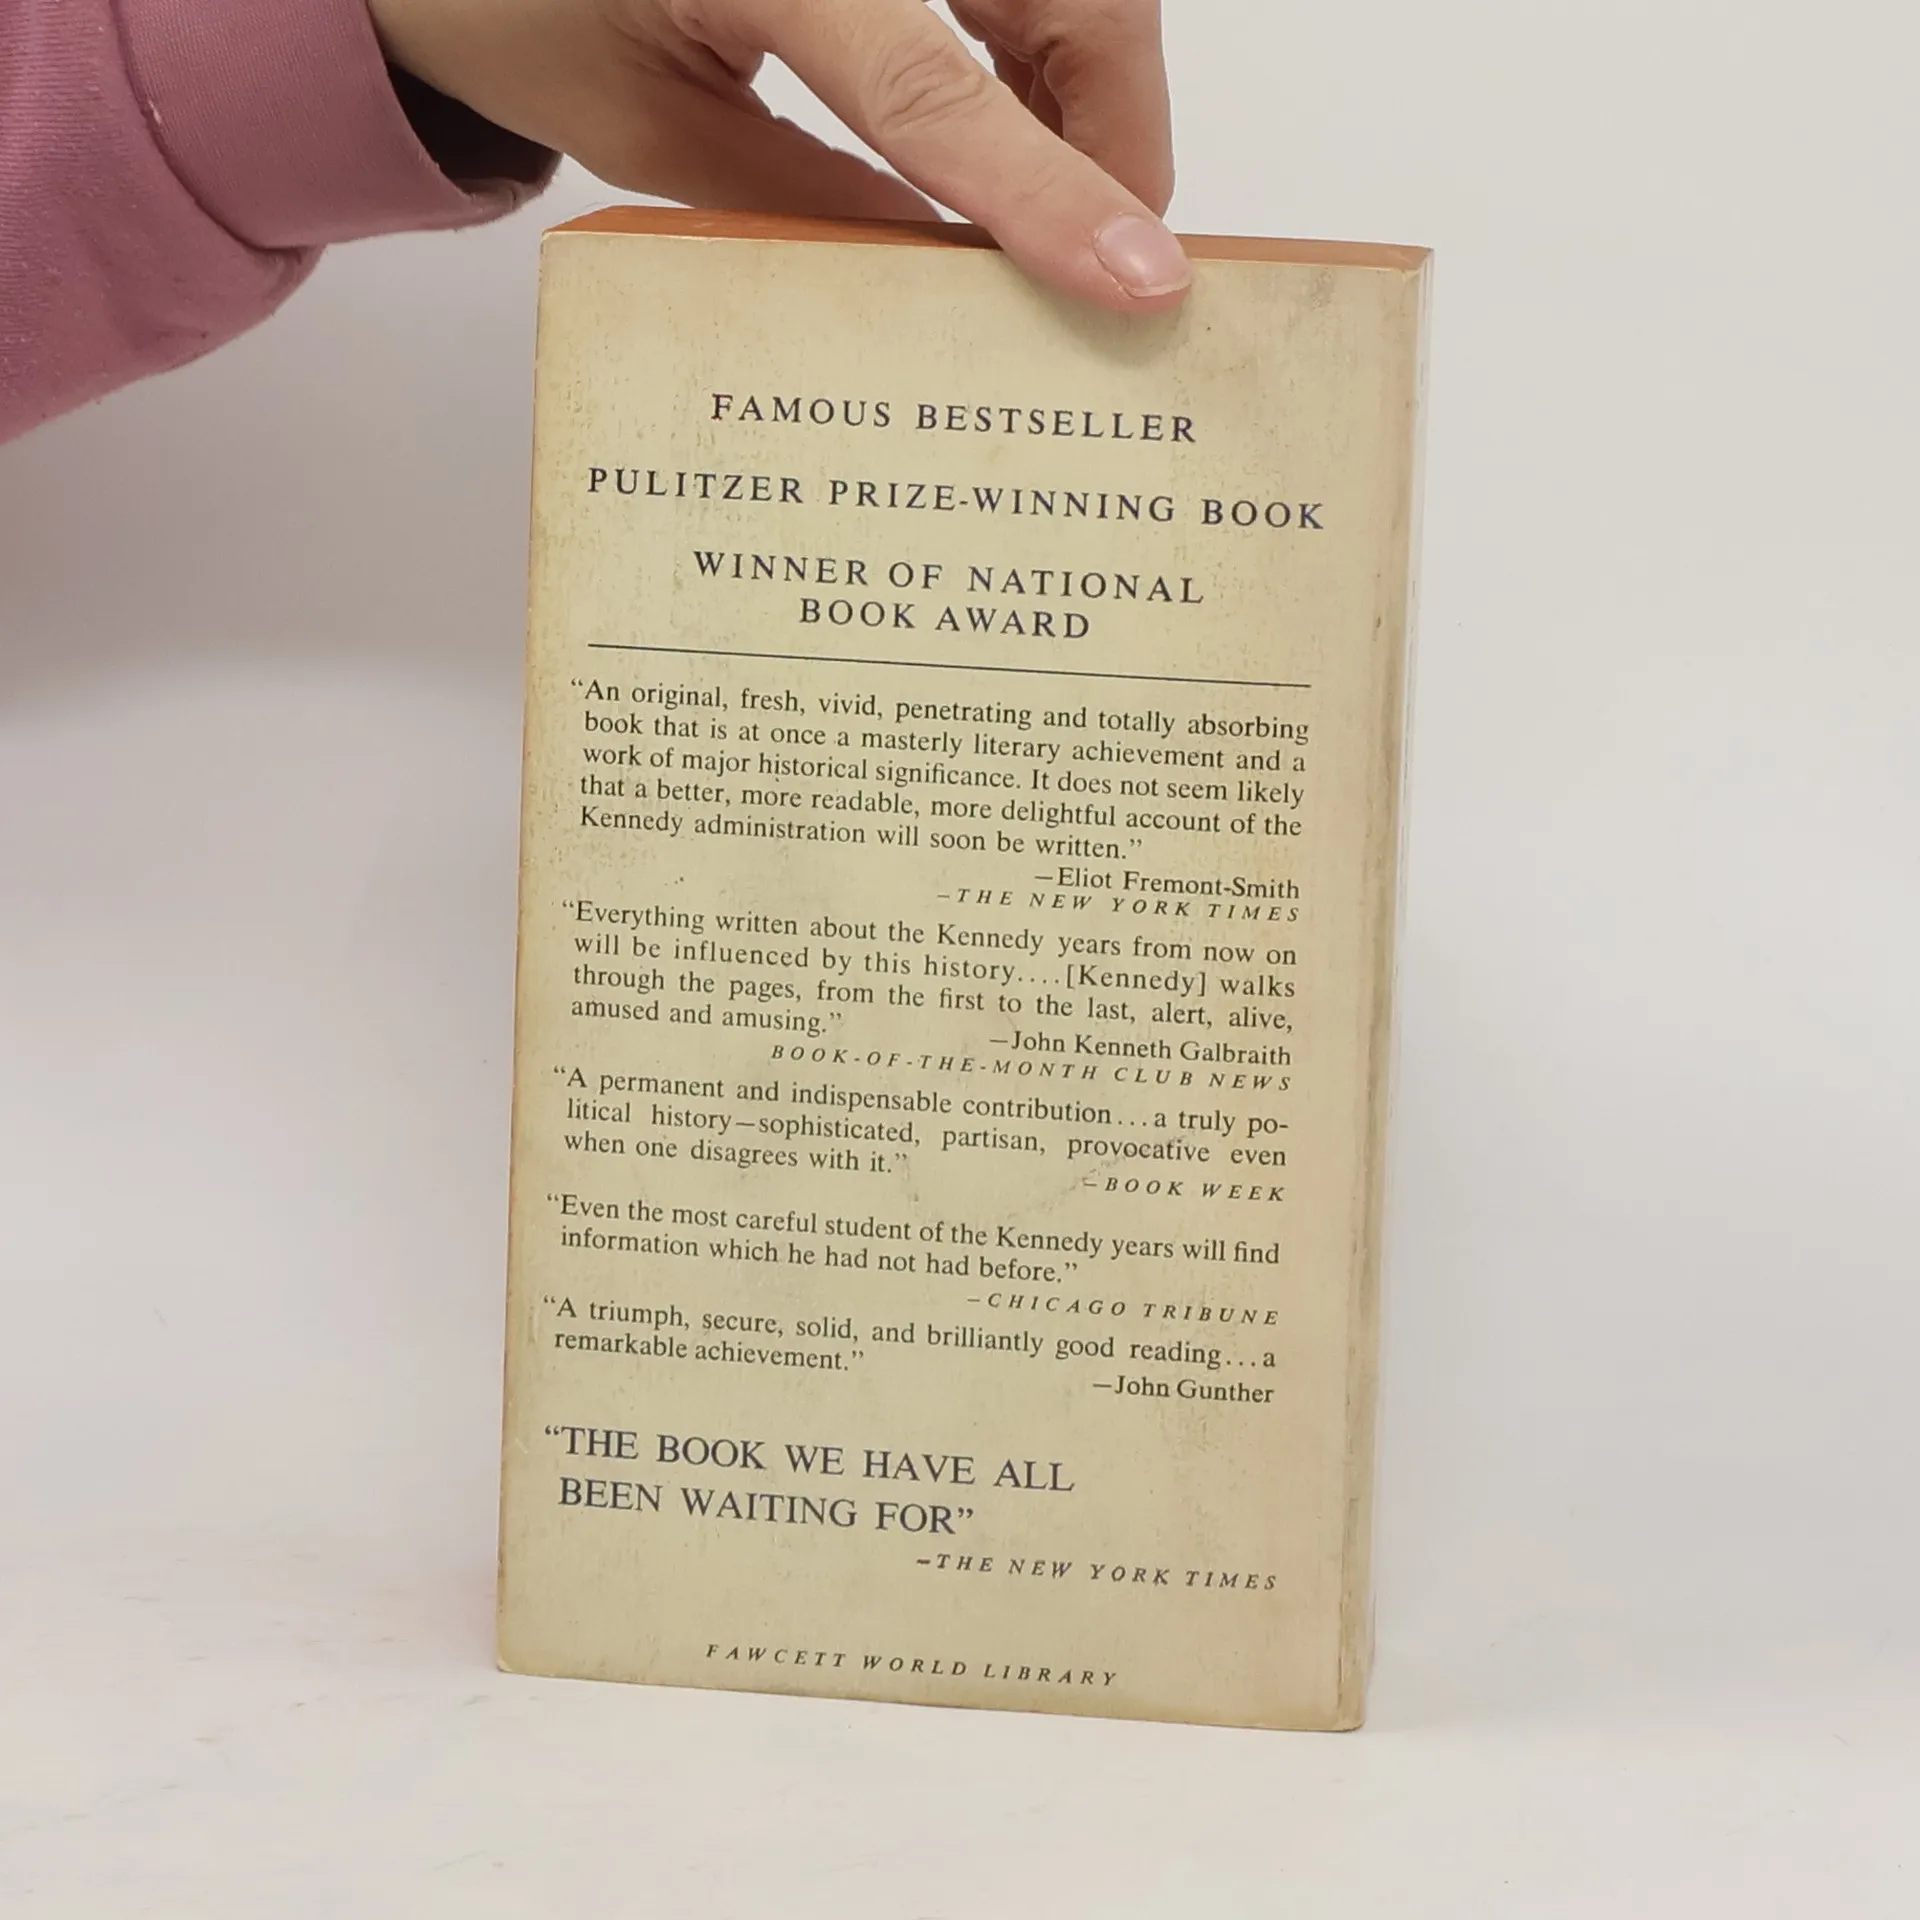 FAMOUS BESTSELLER
PULITZER PRIZE-WINNING BOOK
WINNER OF NATIONAL
BOOK AWARD
“An original, fresh, vivid, penetrating and totally absorbing
book that is at once a masterly literary achievement and a
work of major historical significance. It does not seem likely
that a better, more readable, more delightful account of the
Kennedy administration will soon be written.”
—Eliot Fremont-Smith
—THE NEW YORK TIMES
“Everything written about the Kennedy years from now on
will be influenced by this history....[Kennedy] walks
through the pages, from the first to the last, alert, alive,
amused and amusing.”
—John Kenneth Galbraith
BOOK-OF-THE-MONTH CLUB NEWS
“A permanent and indispensable contribution...a truly po-
litical history—sophisticated, partisan, provocative even
when one disagrees with it.”
—BOOK WEEK
“Even the most careful student of the Kennedy years will find
information which he had not had before.”
—CHICAGO TRIBUNE
“A triumph, secure, solid, and brilliantly good reading...a
remarkable achievement.”
—John Gunther
“THE BOOK WE HAVE ALL
BEEN WAITING FOR”
—THE NEW YORK TIMES
FAWCETT WORLD LIBRARY